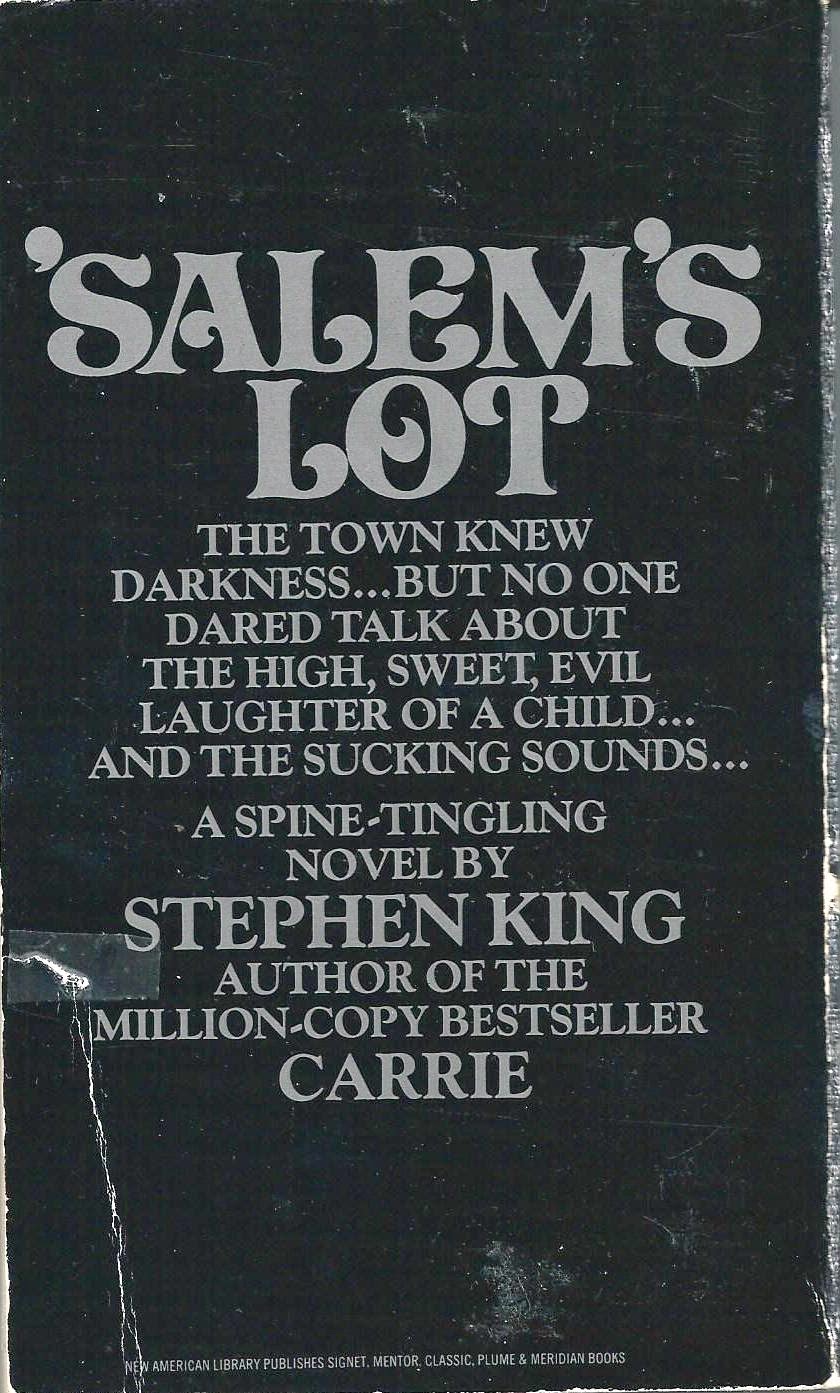 'SALEM'S
LOT
THE TOWN KNEW
DARKNESS...BUT NO ONE
DARED TALK ABOUT
THE HIGH, SWEET, EVIL
LAUGHTER OF A CHILD...
AND THE SUCKING SOUNDS...
A SPINE-TINGLING
NOVEL BY
STEPHEN KING
AUTHOR OF THE
MILLION-COPY BESTSELLER
CARRIE
NEW AMERICAN LIBRARY PUBLISHES SIGNET, MENTOR, CLASSIC, PLUME & MERIDIAN BOOKS